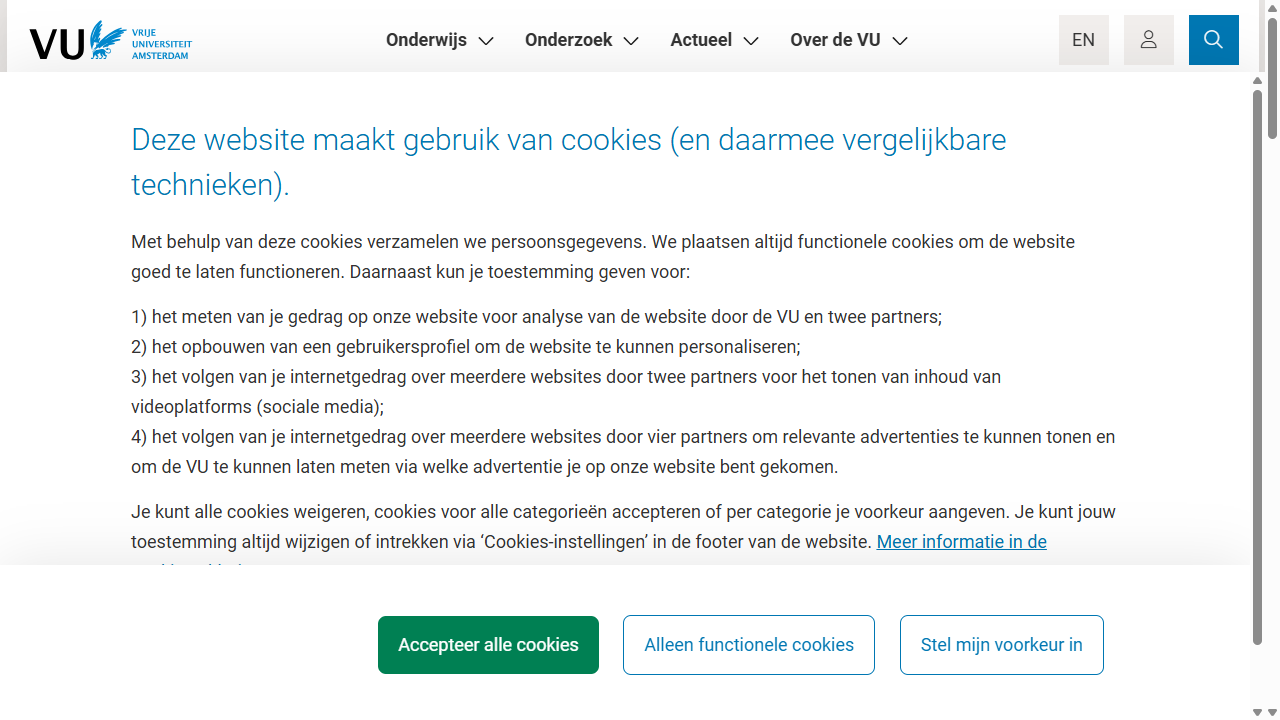 VU
VRIJE
UNIVERSITEIT
AMSTERDAM
Onderwijs
Onderzoek
Actueel
Over de VU
EN
Deze website maakt gebruik van cookies (en daarmee vergelijkbare
technieken).
Met behulp van deze cookies verzamelen we persoonsgegevens. We plaatsen altijd functionele cookies om de website
goed te laten functioneren. Daarnaast kun je toestemming geven voor:
1) het meten van je gedrag op onze website voor analyse van de website door de VU en twee partners;
2) het opbouwen van een gebruikersprofiel om de website te kunnen personaliseren;
3) het volgen van je internetgedrag over meerdere websites door twee partners voor het tonen van inhoud van
videoplatforms (sociale media);
4) het volgen van je internetgedrag over meerdere websites door vier partners om relevante advertenties te kunnen tonen en
om de VU te kunnen laten meten via welke advertentie je op onze website bent gekomen.
Je kunt alle cookies weigeren, cookies voor alle categorieën accepteren of per categorie je voorkeur aangeven. Je kunt jouw
toestemming altijd wijzigen of intrekken via ‘Cookies-instellingen’ in de footer van de website. Meer informatie in de
Accepteer alle cookies
Alleen functionele cookies
Stel mijn voorkeur in